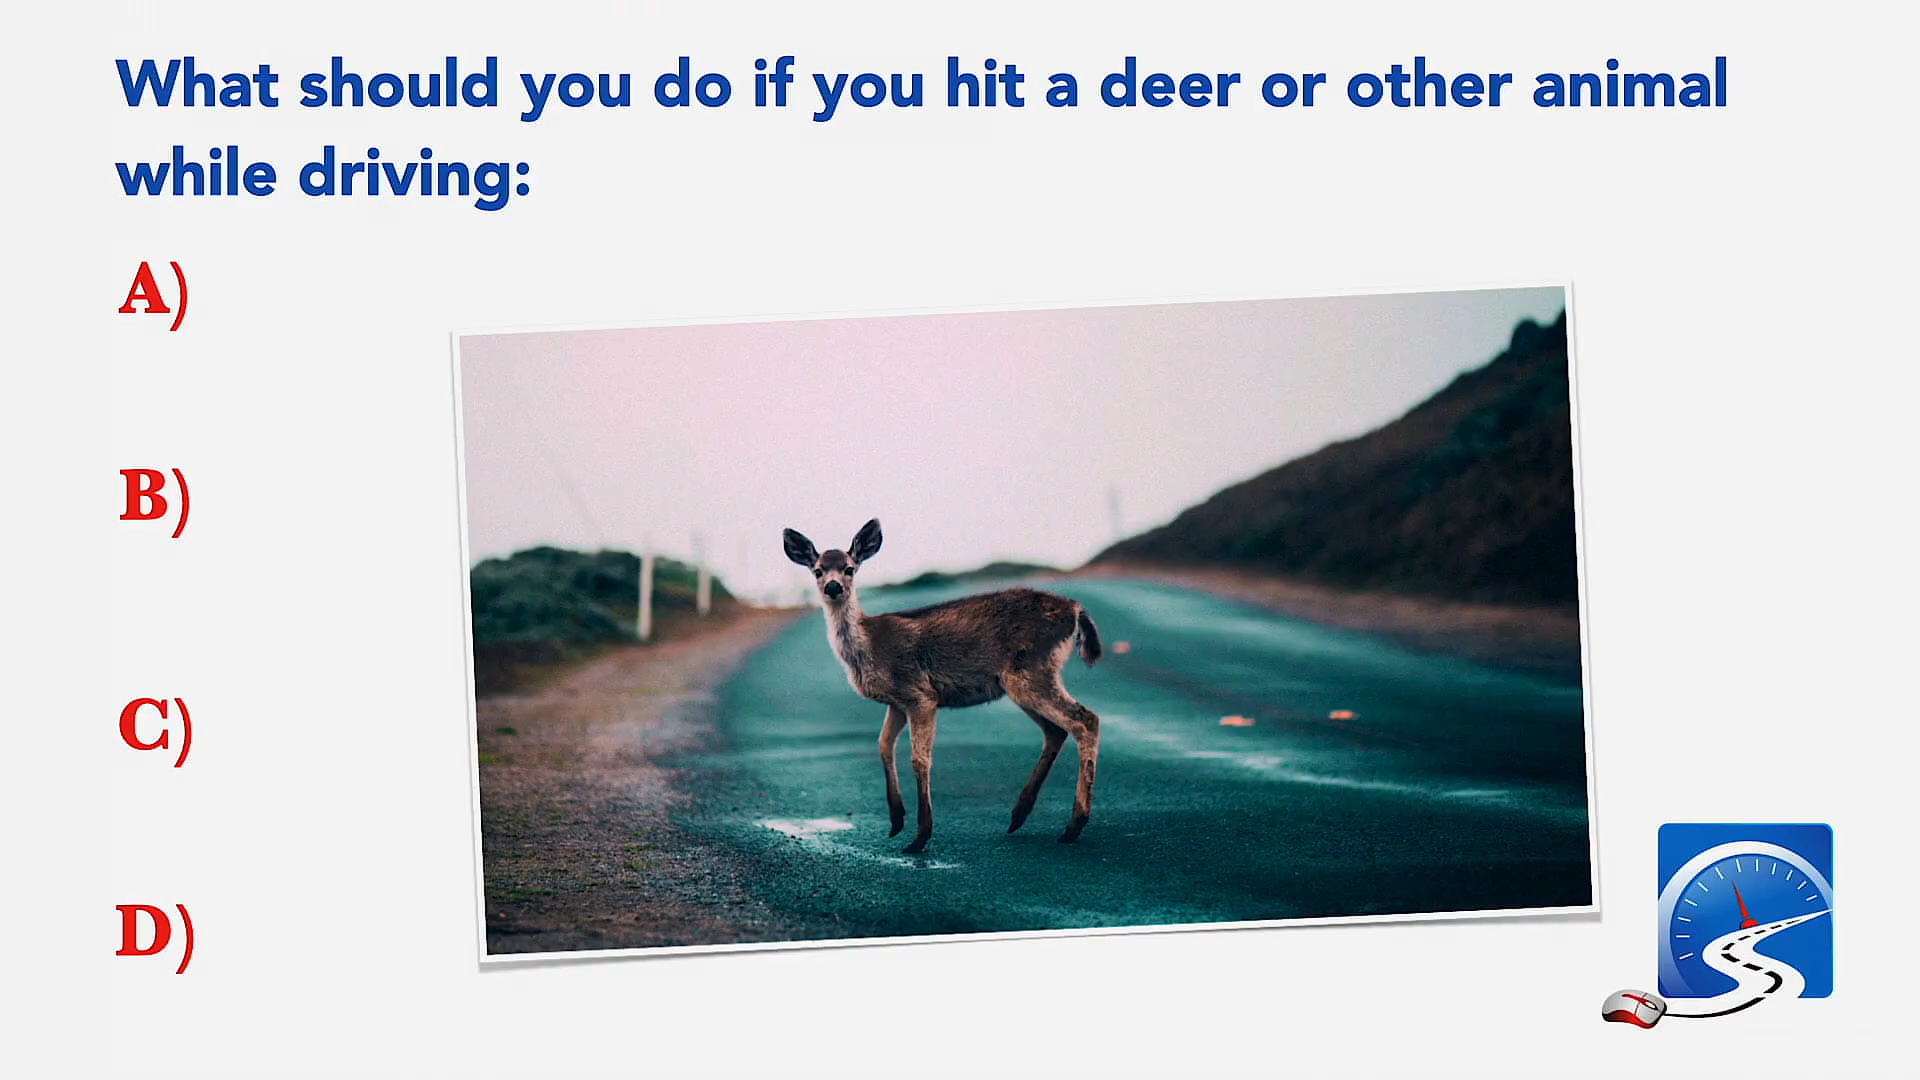 What should you do if you hit a deer or other animal
while driving:
A)
B)
C)
D)